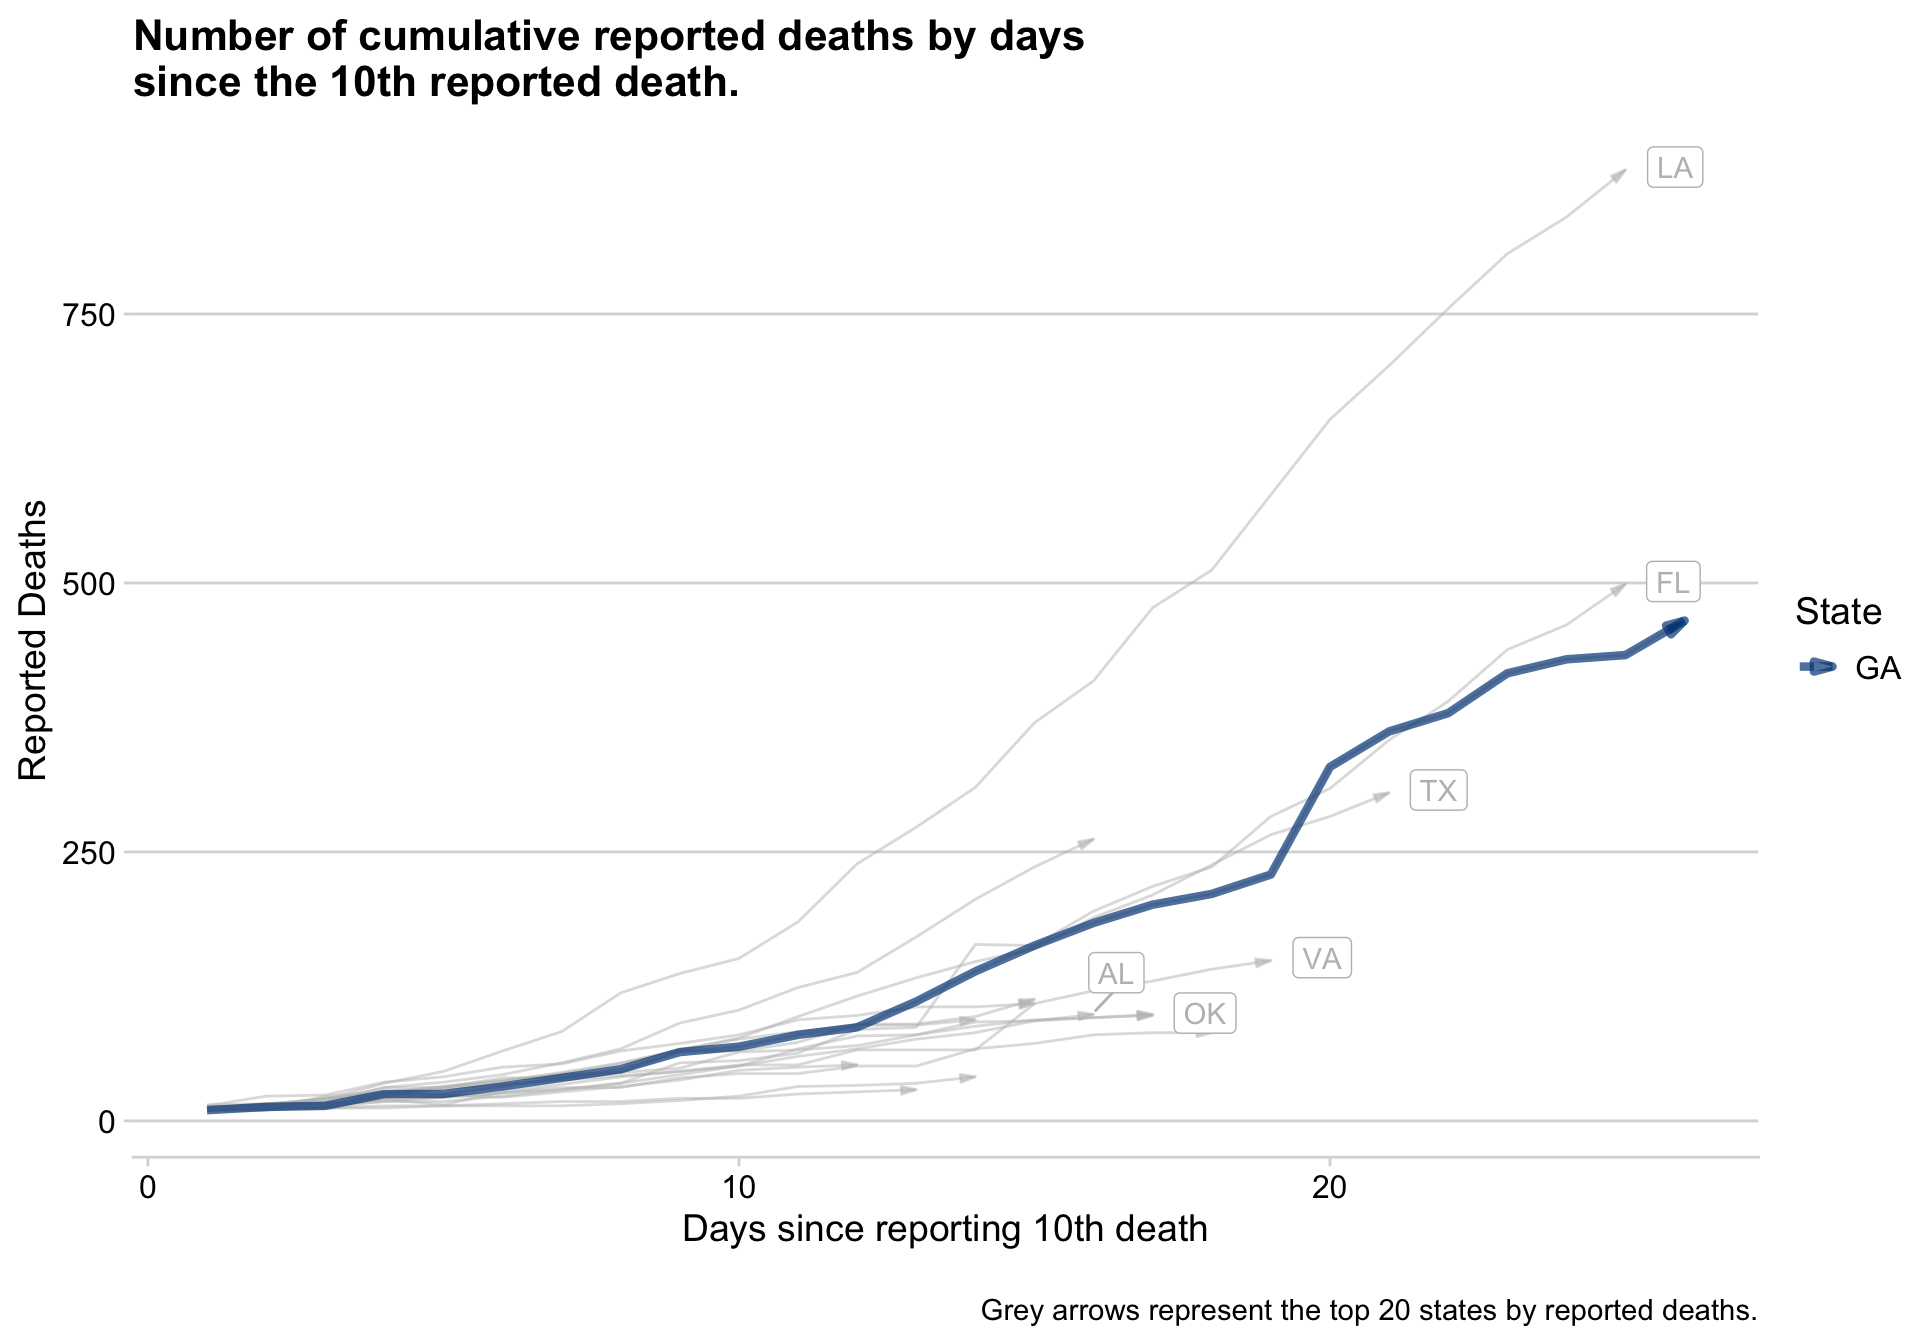 Number of cumulative reported deaths by days
since the 10th reported death.
LA
750
Reported Deaths
500
FL
State
GA
TX
250
VA
AL
OK
0
0 10 20
Days since reporting 10th death
Grey arrows represent the top 20 states by reported deaths.